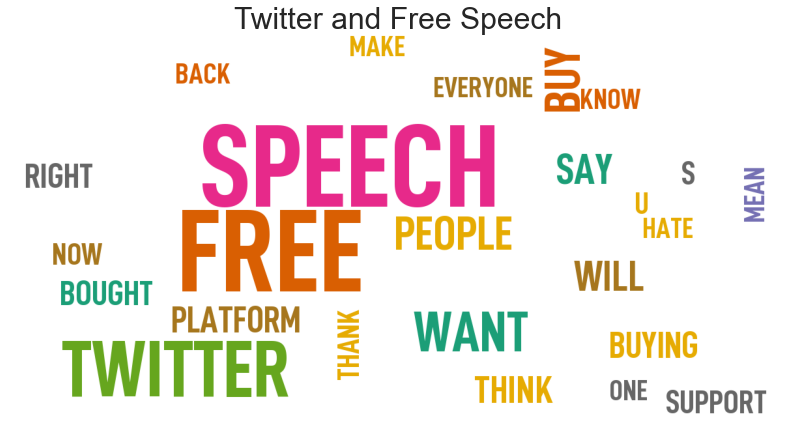 Twitter and Free Speech
MAKE
BACK
EVERYONE
BUY
KNOW
SPEECH
RIGHT
SAY
S
MEAN
U
HATE
FREE
PEOPLE
NOW
WILL
BOUGHT
PLATFORM
THANK
WANT
TWITTER
BUYING
THINK
ONE
SUPPORT